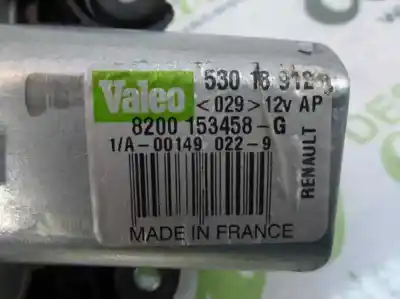 Valeo
530 18 912
<029>12v AP
8200 153458-G
1/A-00149 022-9
RENAULT
MADE IN FRANCE